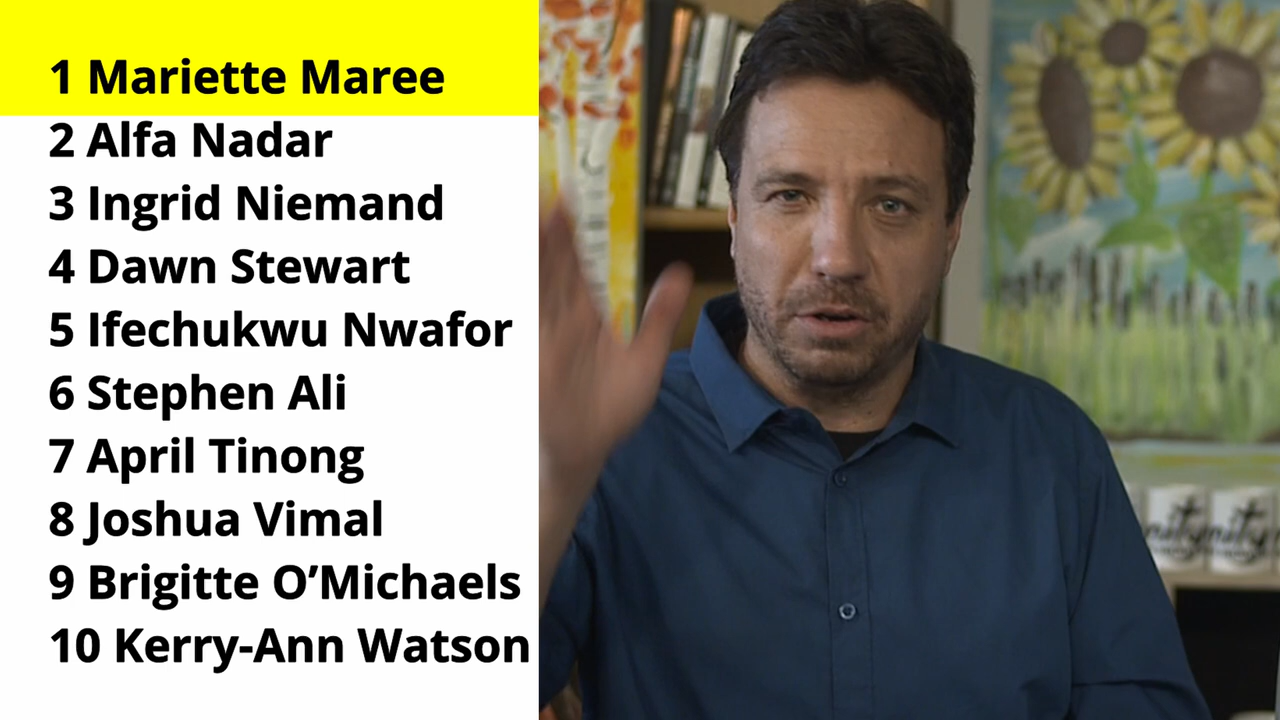 1 Mariette Maree
2 Alfa Nadar
3 Ingrid Niemand
4 Dawn Stewart
5 Ifechukwu Nwafor
6 Stephen Ali
7 April Tinong
8 Joshua Vimal
9 Brigitte O’Michaels
10 Kerry-Ann Watson